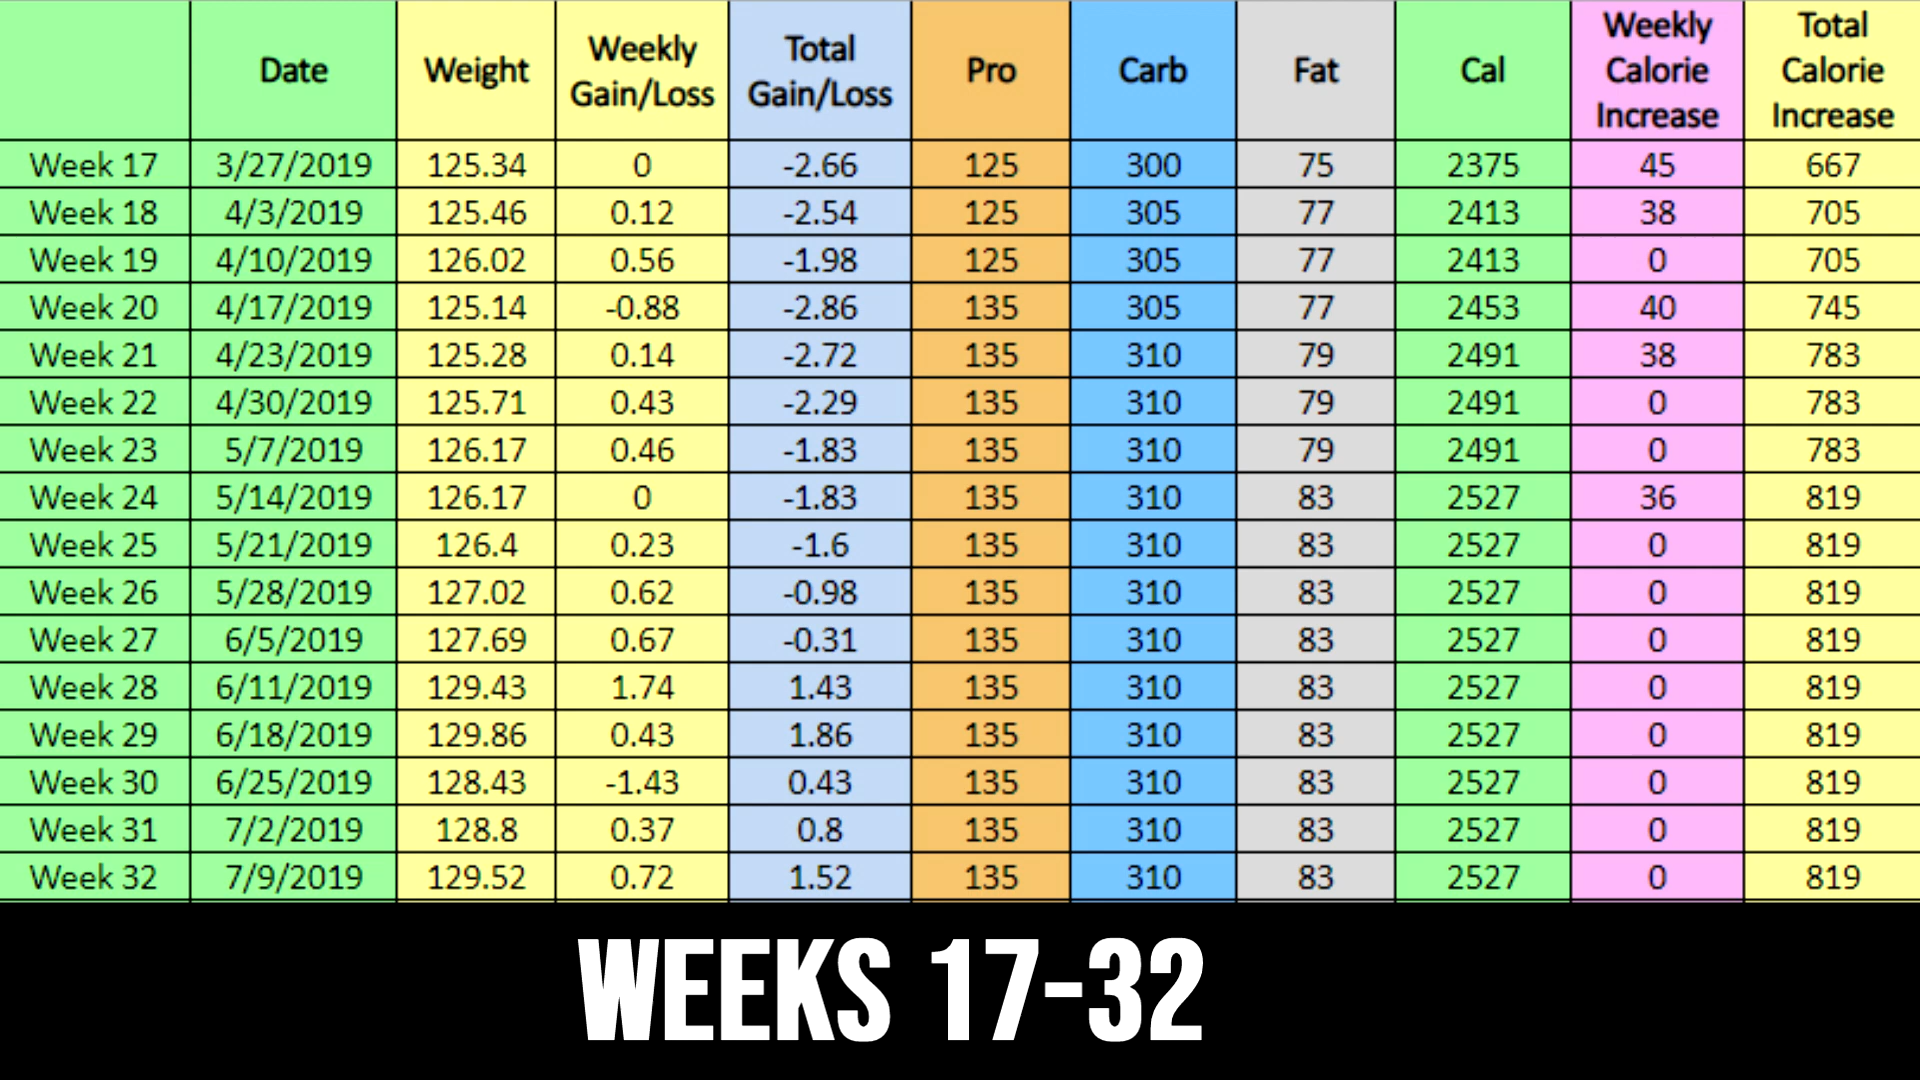 Date Weight Weekly Gain/Loss Total Gain/Loss Pro Carb Fat Cal Weekly Calorie Increase Total Calorie Increase
Week 17 3/27/2019 125.34 0 -2.66 125 300 75 2375 45 667
Week 18 4/3/2019 125.46 0.12 -2.54 125 305 77 2413 38 705
Week 19 4/10/2019 126.02 0.56 -1.98 125 305 77 2413 0 705
Week 20 4/17/2019 125.14 -0.88 -2.86 135 305 77 2453 40 745
Week 21 4/23/2019 125.28 0.14 -2.72 135 310 79 2491 38 783
Week 22 4/30/2019 125.71 0.43 -2.29 135 310 79 2491 0 783
Week 23 5/7/2019 126.17 0.46 -1.83 135 310 79 2491 0 783
Week 24 5/14/2019 126.17 0 -1.83 135 310 83 2527 36 819
Week 25 5/21/2019 126.4 0.23 -1.6 135 310 83 2527 0 819
Week 26 5/28/2019 127.02 0.62 -0.98 135 310 83 2527 0 819
Week 27 6/5/2019 127.69 0.67 -0.31 135 310 83 2527 0 819
Week 28 6/11/2019 129.43 1.74 1.43 135 310 83 2527 0 819
Week 29 6/18/2019 129.86 0.43 1.86 135 310 83 2527 0 819
Week 30 6/25/2019 128.43 -1.43 0.43 135 310 83 2527 0 819
Week 31 7/2/2019 128.8 0.37 0.8 135 310 83 2527 0 819
Week 32 7/9/2019 129.52 0.72 1.52 135 310 83 2527 0 819
WEEKS 17-32